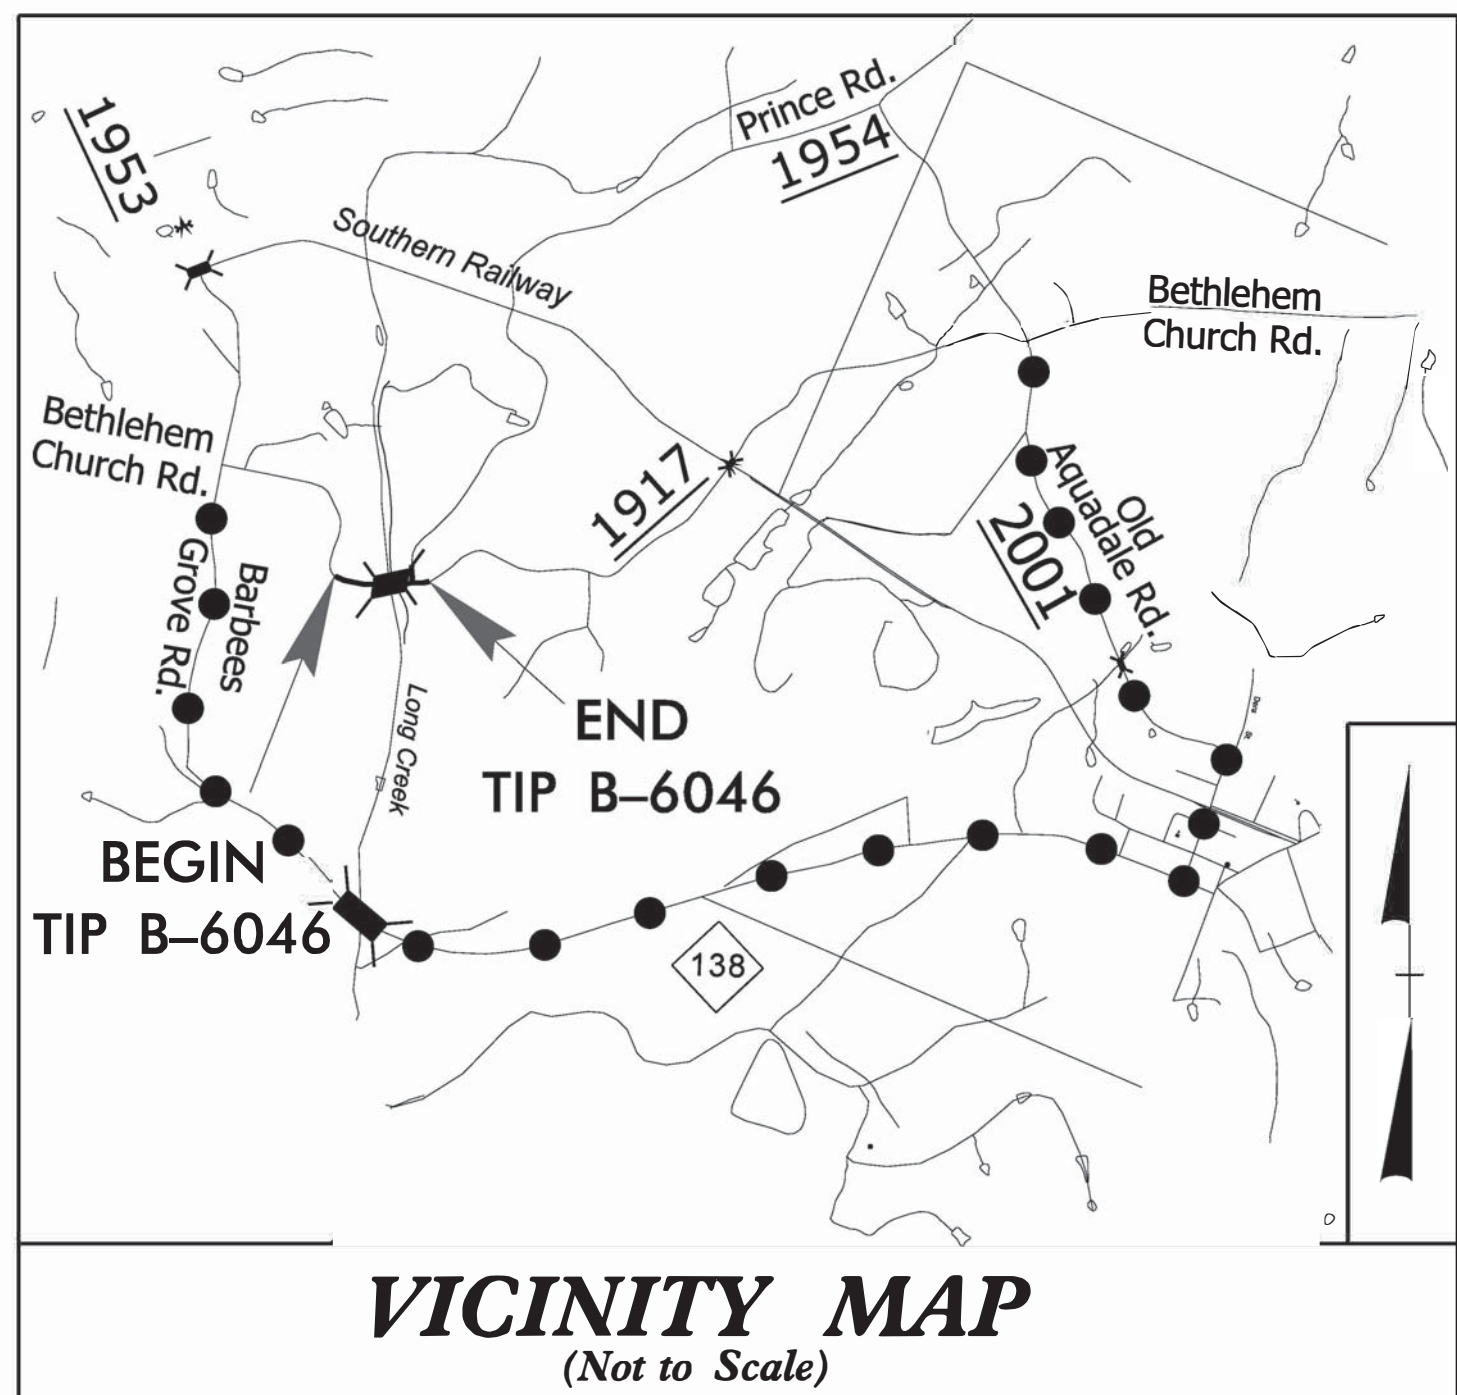 Prince Rd.
1954
1953
Southern Railway
Bethlehem
Church Rd.
Bethlehem
Church Rd.
1917
Old
Aquadale Rd.
2001
Barbees
Grove Rd.
Long Creek
END
TIP B–6046
BEGIN
TIP B–6046
138
VICINITY MAP
(Not to Scale)